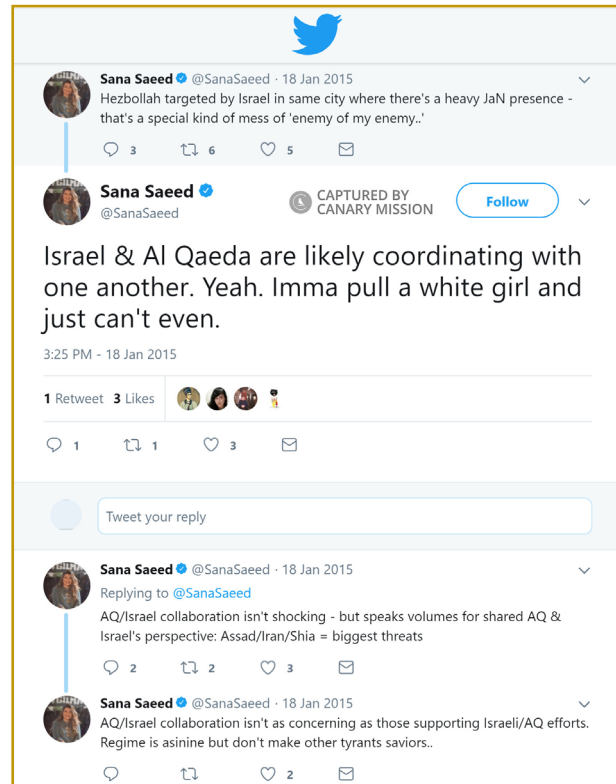 Sana Saeed @SanaSaeed · 18 Jan 2015
Hezbollah targeted by Israel in same city where there's a heavy JaN presence -
that's a special kind of mess of 'enemy of my enemy..'
3 6 5
Sana Saeed
@SanaSaeed
CAPTURED BY
CANARY MISSION
Follow
Israel & Al Qaeda are likely coordinating with
one another. Yeah. Imma pull a white girl and
just can't even.
3:25 PM - 18 Jan 2015
1 Retweet 3 Likes
1 1 3
Tweet your reply
Sana Saeed @SanaSaeed · 18 Jan 2015
Replying to @SanaSaeed
AQ/Israel collaboration isn't shocking - but speaks volumes for shared AQ &
Israel's perspective: Assad/Iran/Shia = biggest threats
2 2 3
Sana Saeed @SanaSaeed · 18 Jan 2015
AQ/Israel collaboration isn't as concerning as those supporting Israeli/AQ efforts.
Regime is asinine but don't make other tyrants saviors..
2